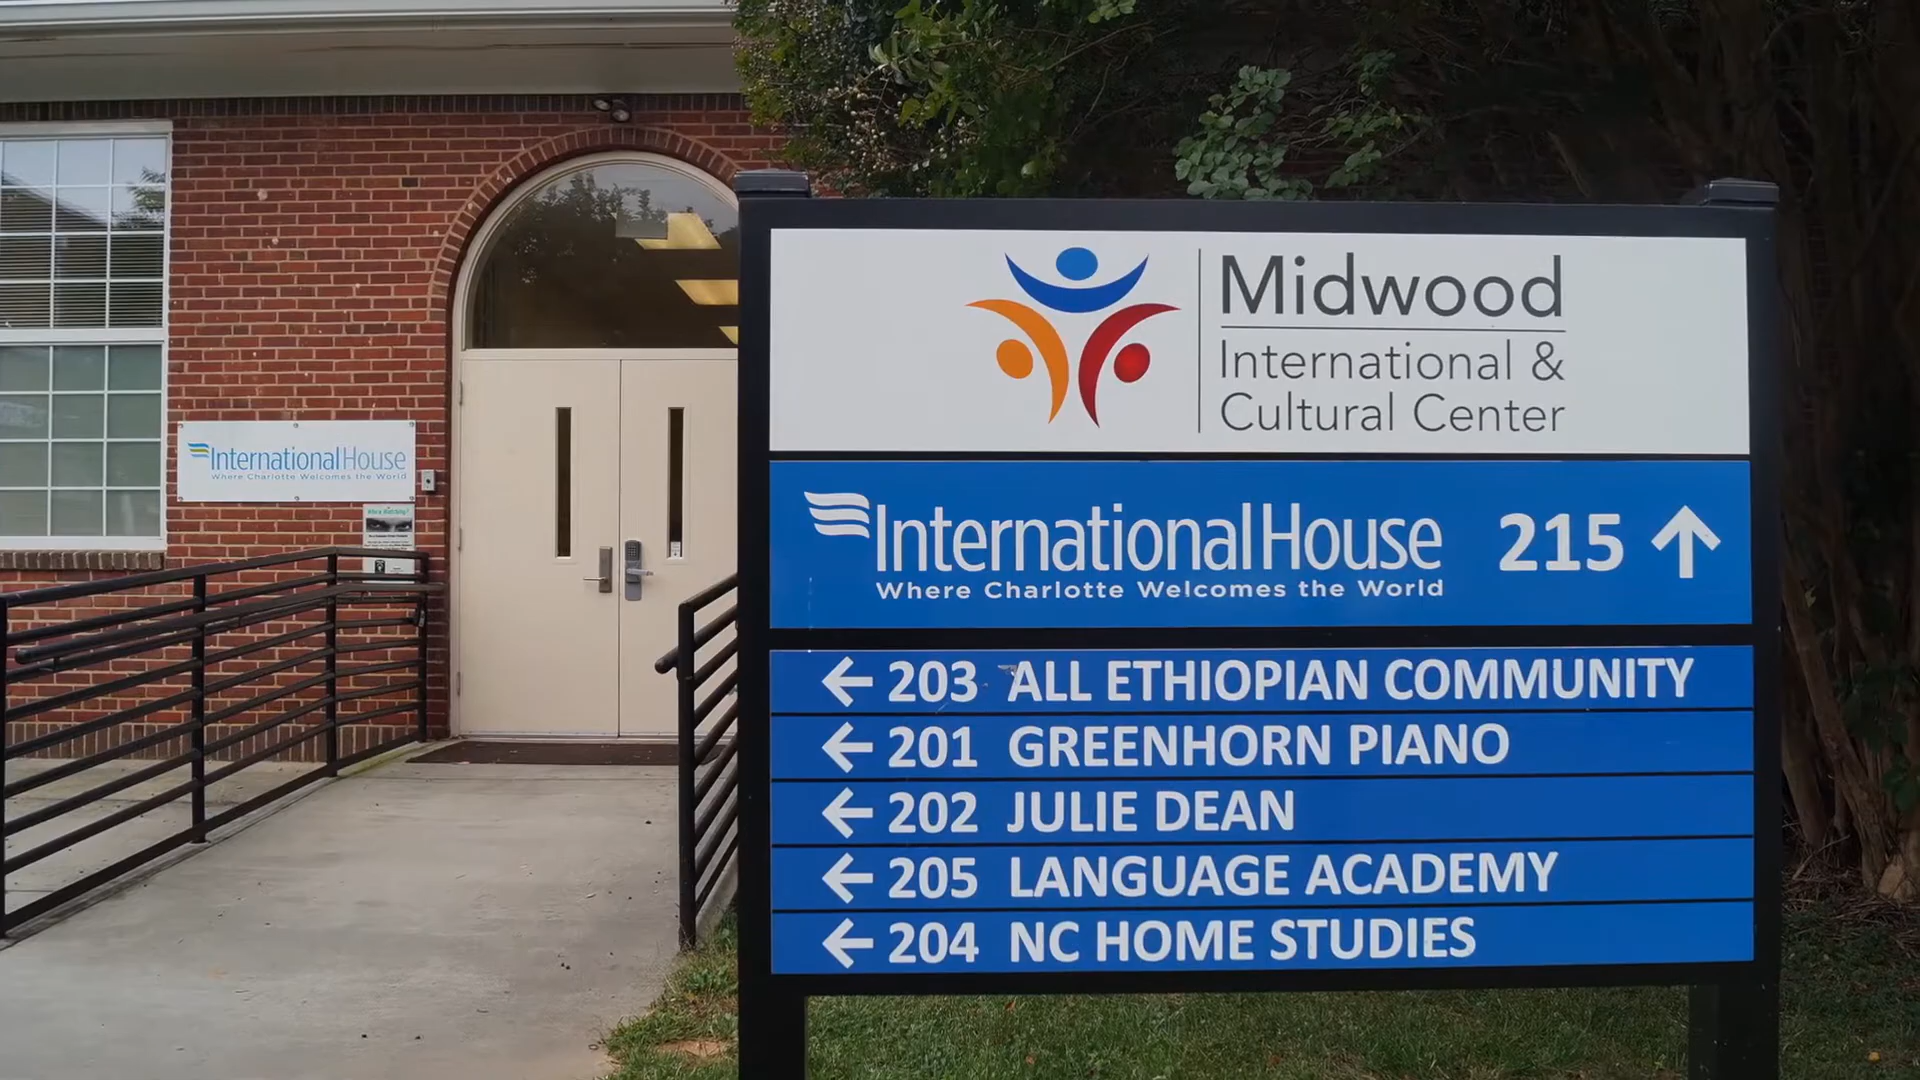 Midwood
International &
Cultural Center
InternationalHouse 215 ↑
Where Charlotte Welcomes the World
← 203 ALL ETHIOPIAN COMMUNITY
← 201 GREENHORN PIANO
← 202 JULIE DEAN
← 205 LANGUAGE ACADEMY
← 204 NC HOME STUDIES
InternationalHouse
Where Charlotte Welcomes the World